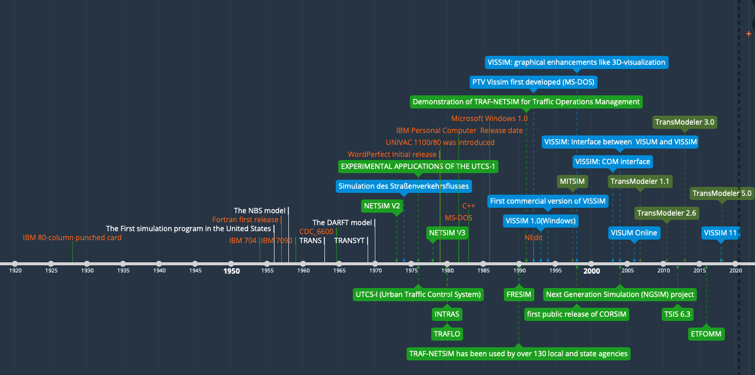 VISSIM: graphical enhancements like 3D-visualization
PTV Vissim first developed (MS-DOS)
Demonstration of TRAF-NETSIM for Traffic Operations Management
Microsoft Windows 1.0
TransModeler 3.0
IBM Personal Computer Release date
UNIVAC 1100/80 was introduced
VISSIM: Interface between VISUM and VISSIM
WordPerfect Initial release
EXPERIMENTAL APPLICATIONS OF THE UTCS-1
VISSIM: COM Interface
Simulation des Straßenverkehrsflusses
MITSIM
TransModeler 1.1
First commercial version of VISSIM
TransModeler 5.0
NETSIM V2
C++
The NBS model
TransModeler 2.6
Fortran first release
MS-DOS
VISSIM 1.0(Windows)
The DARFT model
The First simulation program in the United States
CDC_6600
NETSIM V3
VISUM Online
VISSIM 11
IBM 80-column punched card
IBM 704
IBM 7090
TRANS
TRANSYT
NEdit
1920 1925 1930 1935 1940 1945 1950 1955 1960 1965 1970 1975 1980 1985 1990 1995 2000 2005 2010 2015 2020
UTCS-I (Urban Traffic Control System)
FRESIM
Next Generation Simulation (NGSIM) project
INTRAS
first public release of CORSIM
TSIS 6.3
TRAFLO
ETFOMM
TRAF-NETSIM has been used by over 130 local and state agencies